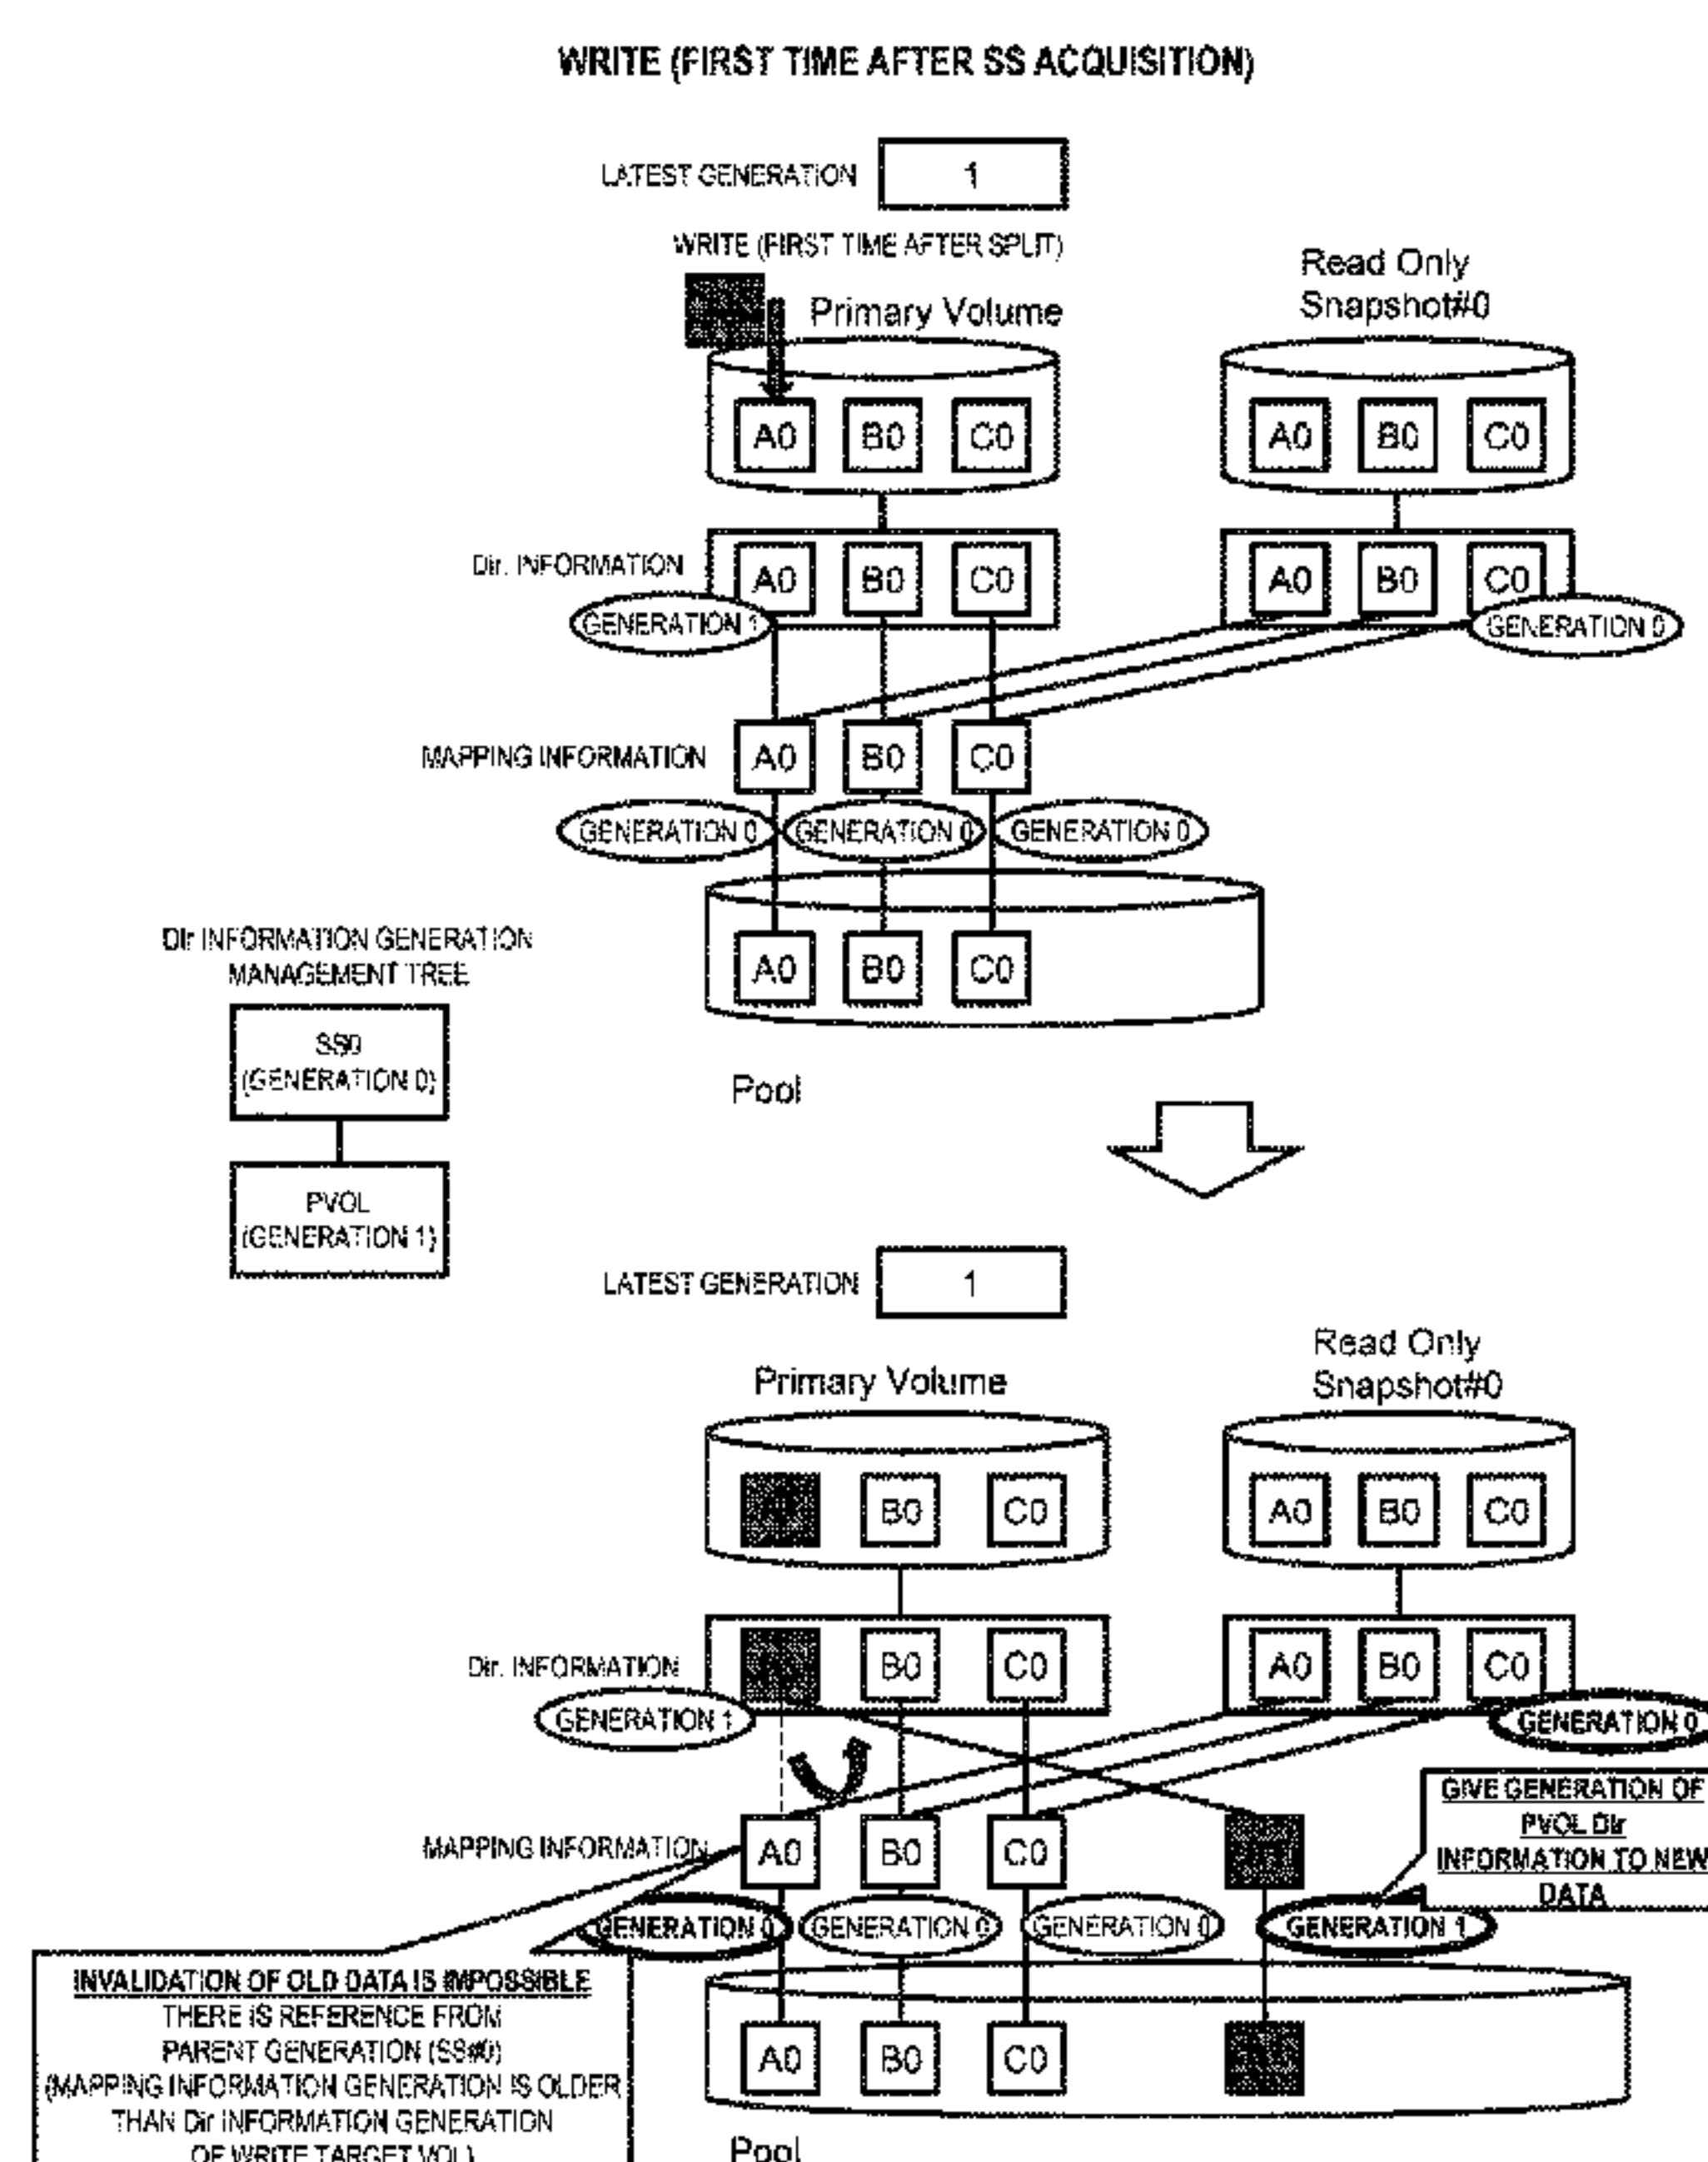 WRITE (FIRST TIME AFTER SS ACQUISITION)
LATEST GENERATION 1
WRITE (FIRST TIME AFTER SPLIT)
Primary Volume
Read Only
Snapshot#0
A0 B0 C0
A0 B0 C0
Dir. INFORMATION
A0 B0 C0
A0 B0 C0
GENERATION 1
GENERATION 0
MAPPING INFORMATION
A0 B0 C0
GENERATION 0
GENERATION 0
GENERATION 0
A0 B0 C0
Pool
Dir INFORMATION GENERATION
MANAGEMENT TREE
SS0
(GENERATION 0)
PVOL
(GENERATION 1)
LATEST GENERATION 1
Primary Volume
Read Only
Snapshot#0
B0 C0
A0 B0 C0
Dir. INFORMATION
B0 C0
A0 B0 C0
GENERATION 1
GENERATION 0
GIVE GENERATION OF
PVOL Dir
INFORMATION TO NEW
DATA
MAPPING INFORMATION
A0 B0 C0
GENERATION 0
GENERATION 0
GENERATION 0
GENERATION 1
INVALIDATION OF OLD DATA IS IMPOSSIBLE
THERE IS REFERENCE FROM
PARENT GENERATION (SS#0)
(MAPPING INFORMATION GENERATION IS OLDER
THAN Dir INFORMATION GENERATION
OF WRITE TARGET VOL)
A0 B0 C0
Pool